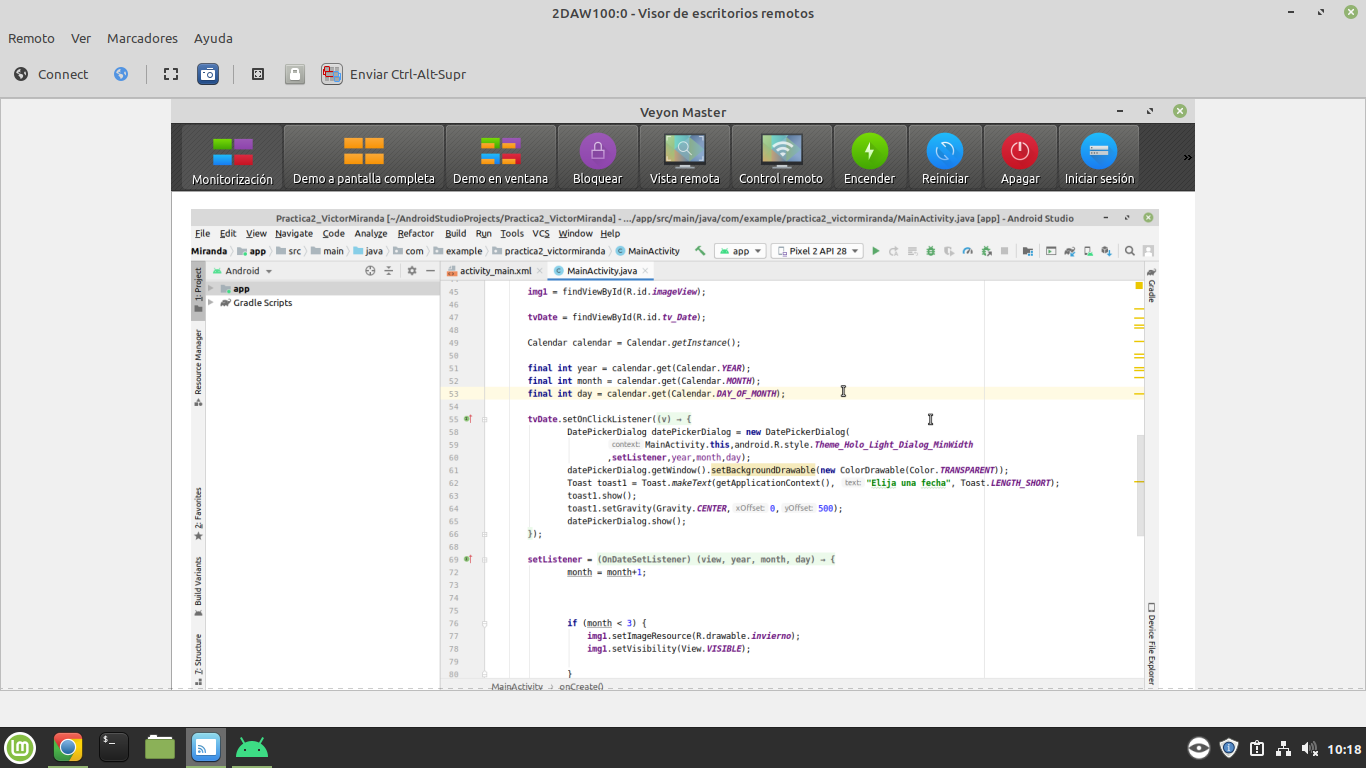 2DAW100:0 - Visor de escritorios remotos
Remoto Ver Marcadores Ayuda
Connect Enviar Ctrl-Alt-Supr
Veyon Master
Monitorización Demo a pantalla completa Demo en ventana Bloquear Vista remota Control remoto Encender Reiniciar Apagar Iniciar sesión »
Practica2_VictorMiranda [~/AndroidStudioProjects/Practica2_VictorMiranda] - .../app/src/main/java/com/example/practica2_victormiranda/MainActivity.java [app] - Android Studio
File Edit View Navigate Code Analyze Refactor Build Run Tools VCS Window Help
Miranda app src main java com example practica2_victormiranda MainActivity app Pixel 2 API 28
1: Project
Resource Manager
2: Favorites
Build Variants
7: Structure
Android
app
Gradle Scripts
activity_main.xml MainActivity.java
45 img1 = findViewById(R.id.imageView);
46
47 tvDate = findViewById(R.id.tv_Date);
48
49 Calendar calendar = Calendar.getInstance();
50
51 final int year = calendar.get(Calendar.YEAR);
52 final int month = calendar.get(Calendar.MONTH);
53 final int day = calendar.get(Calendar.DAY_OF_MONTH);
54
55 tvDate.setOnClickListener((v) → {
58 DatePickerDialog datePickerDialog = new DatePickerDialog(
59 context: MainActivity.this,android.R.style.Theme_Holo_Light_Dialog_MinWidth
60 ,setListener,year,month,day);
61 datePickerDialog.getWindow().setBackgroundDrawable(new ColorDrawable(Color.TRANSPARENT));
62 Toast toast1 = Toast.makeText(getApplicationContext(), text: "Elija una fecha", Toast.LENGTH_SHORT);
63 toast1.show();
64 toast1.setGravity(Gravity.CENTER, xOffset: 0, yOffset: 500);
65 datePickerDialog.show();
66 });
68
69 setListener = (OnDateSetListener) (view, year, month, day) → {
72 month = month+1;
73
74
75
76 if (month < 3) {
77 img1.setImageResource(R.drawable.invierno);
78 img1.setVisibility(View.VISIBLE);
79
80 }
MainActivity › onCreate()
Gradle
Device File Explorer
10:18